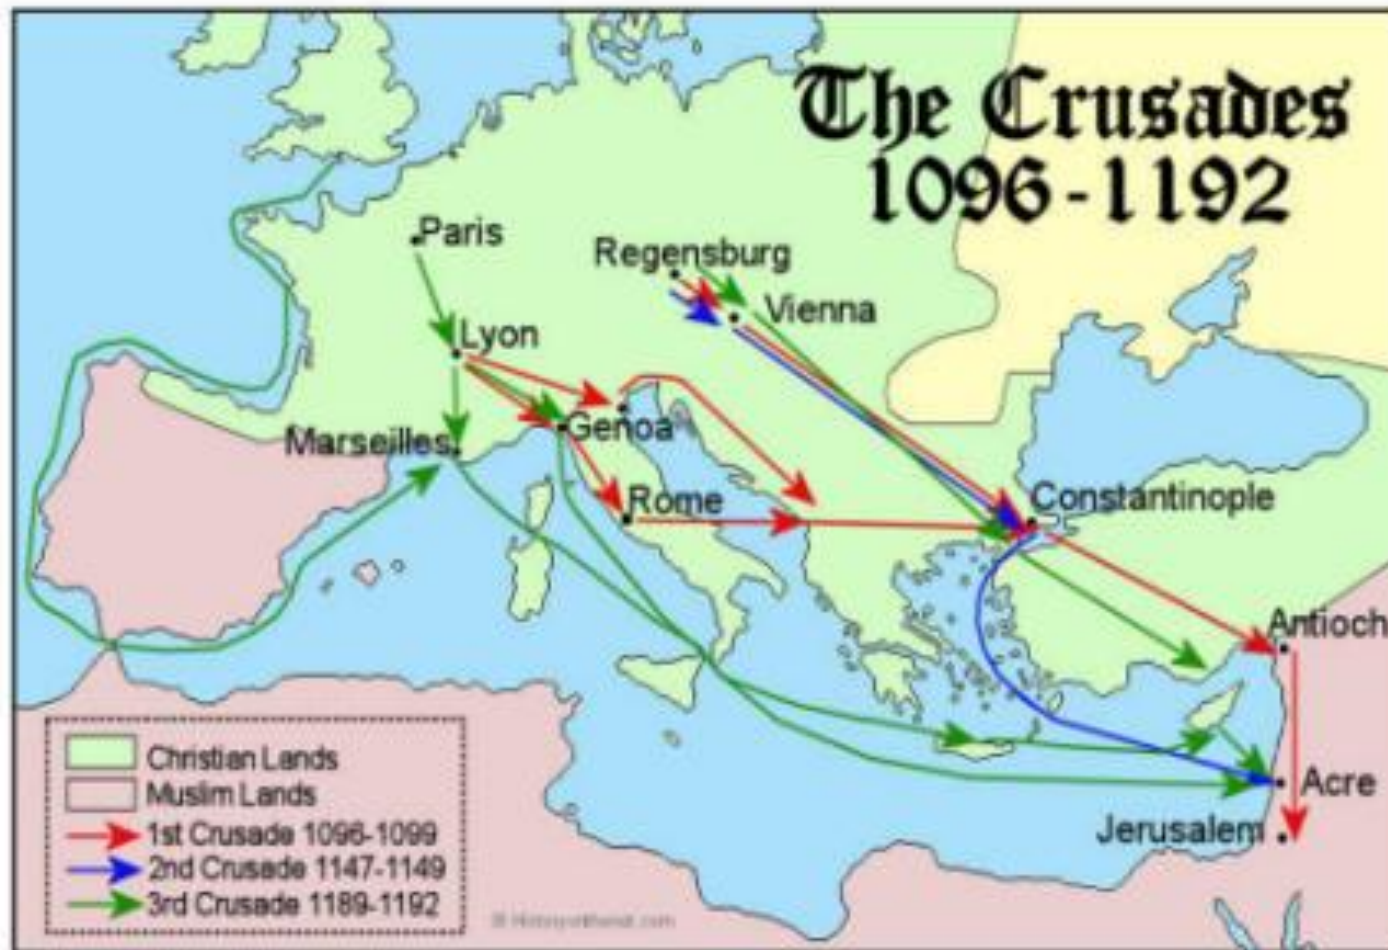 The Crusades
1096-1192
Paris
Regensburg
Vienna
Lyon
Genoa
Marseilles
Rome
Constantinople
Antioch
Acre
Jerusalem
Christian Lands
Muslim Lands
1st Crusade 1096-1099
2nd Crusade 1147-1149
3rd Crusade 1189-1192